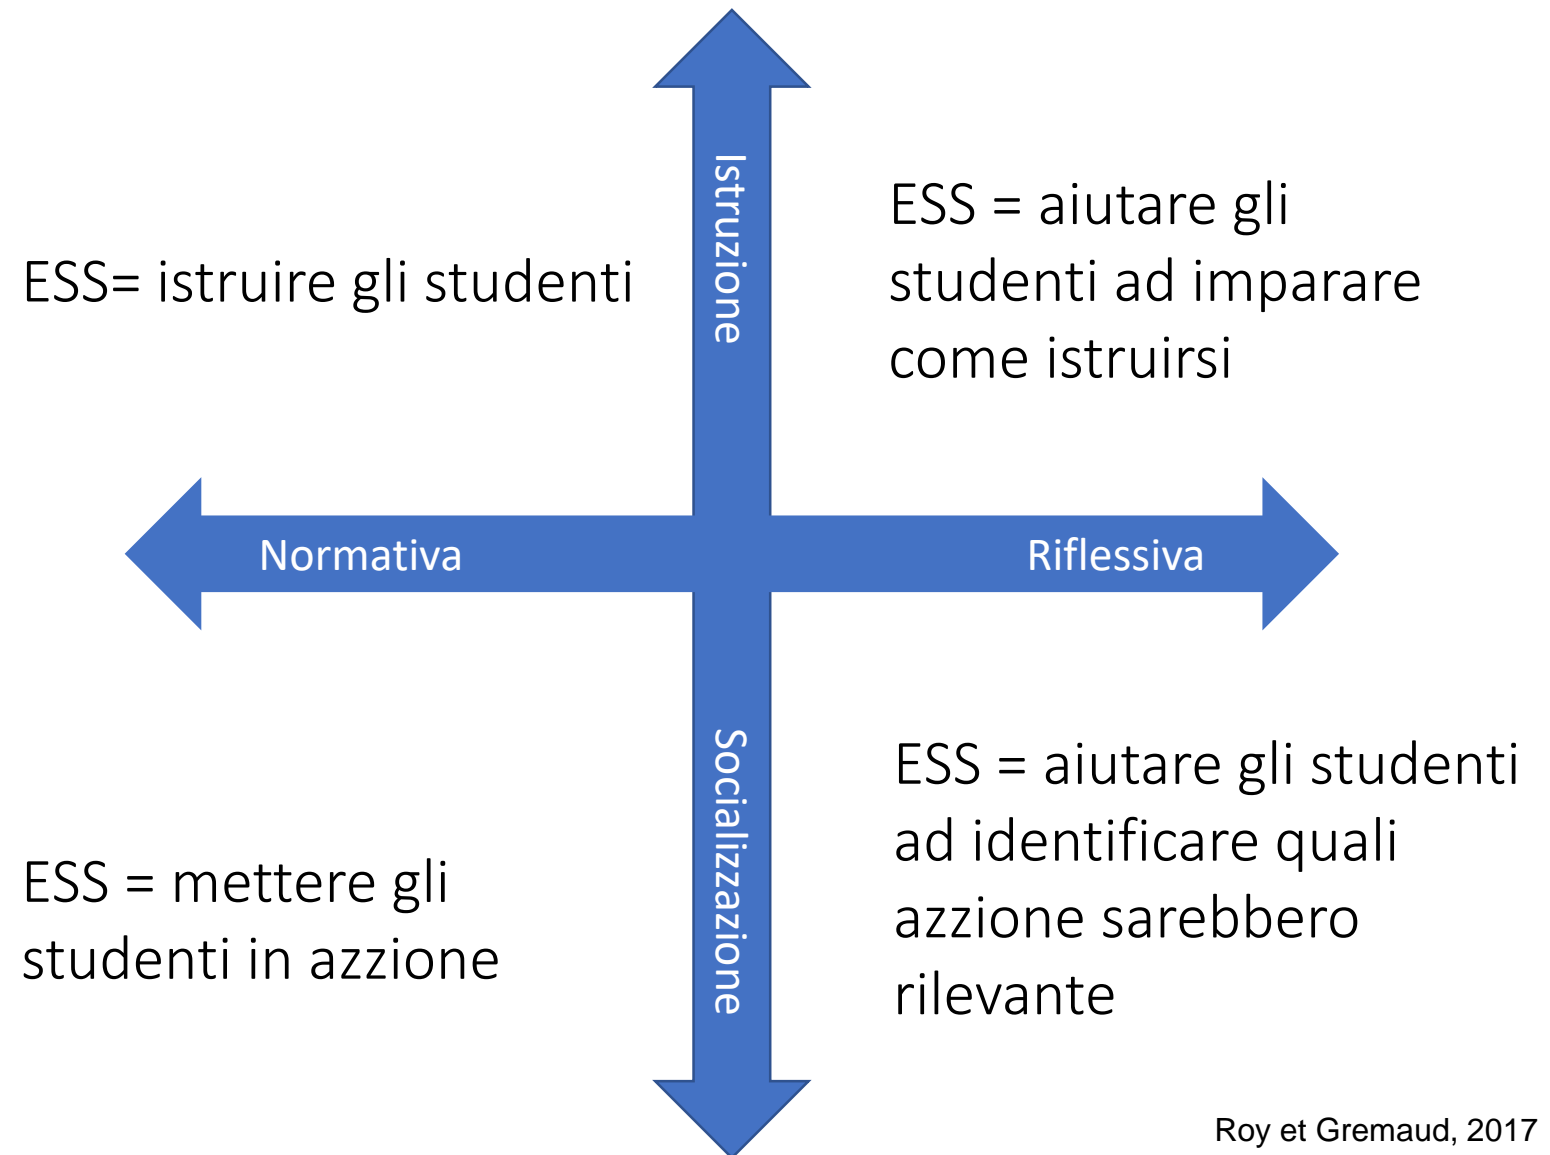 Istruzione
ESS= istruire gli studenti
ESS = aiutare gli
studenti ad imparare
come istruirsi
Normativa
Riflessiva
Socializzazione
ESS = mettere gli
studenti in azzione
ESS = aiutare gli studenti
ad identificare quali
azzione sarebbero
rilevante
Roy et Gremaud, 2017